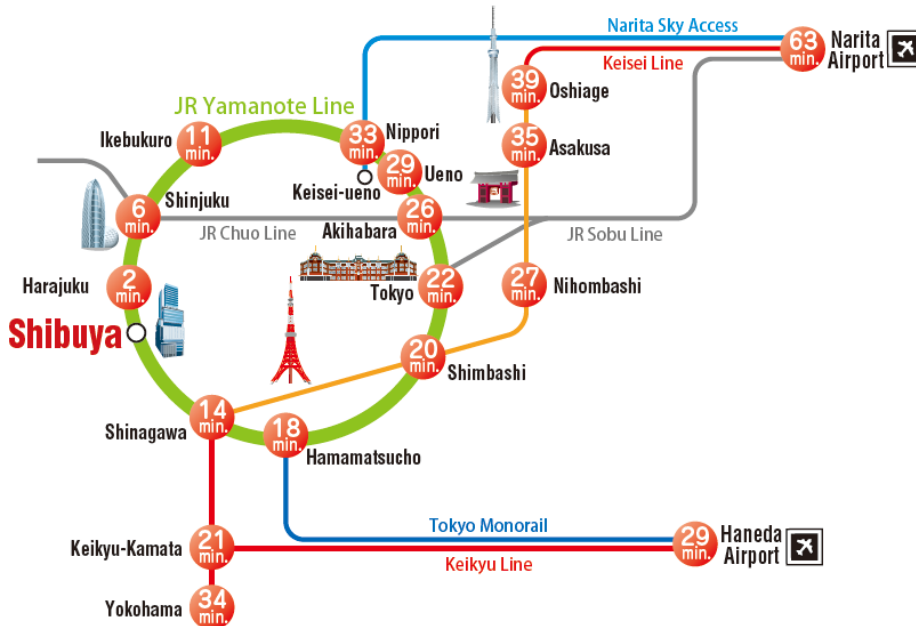 Narita Sky Access
63
min.
Narita
Airport
Keisei Line
39
min.
Oshiage
JR Yamanote Line
Ikebukuro
11
min.
33
min.
Nippori
35
min.
Asakusa
29
min.
Ueno
Keisei-ueno
Shinjuku
6
min.
26
min.
Akihabara
JR Chuo Line
JR Sobu Line
Harajuku
2
min.
Tokyo
22
min.
27
min.
Nihombashi
Shibuya
20
min.
Shimbashi
14
min.
Shinagawa
18
min.
Hamamatsucho
Tokyo Monorail
Keikyu-Kamata
21
min.
Keikyu Line
29
min.
Haneda
Airport
Yokohama
34
min.